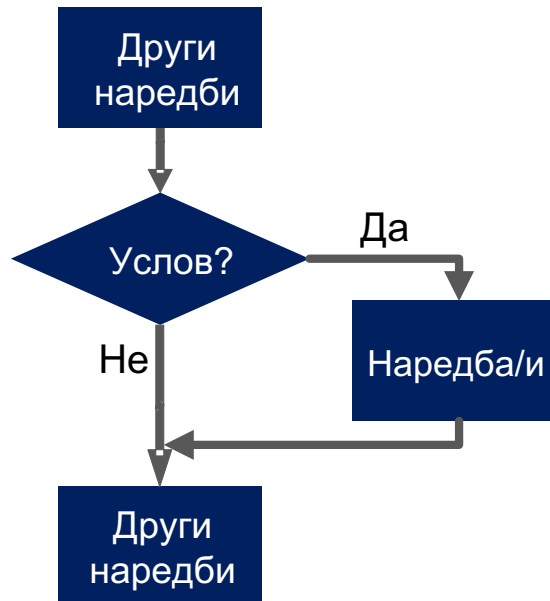 Други
наредби
Услов?
Да
Не
Наредба/и
Други
наредби